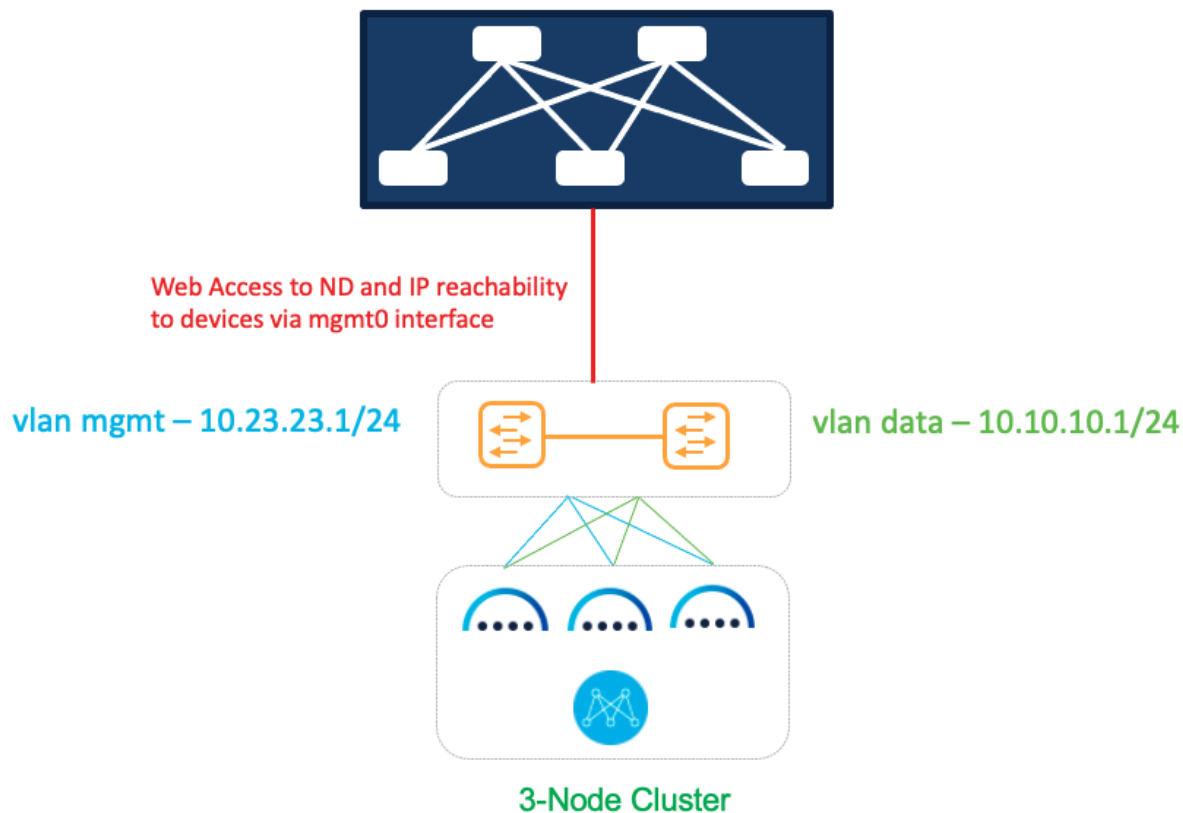 Web Access to ND and IP reachability
to devices via mgmt0 interface
vlan mgmt – 10.23.23.1/24
vlan data – 10.10.10.1/24
3-Node Cluster